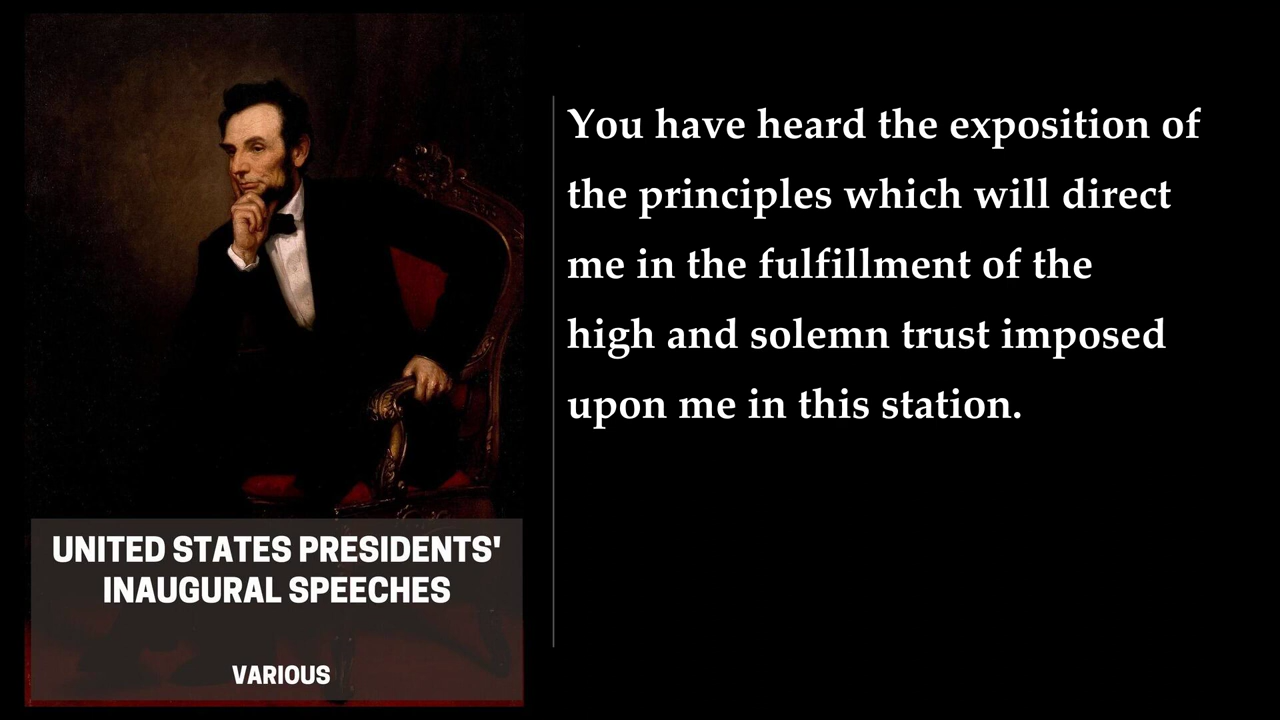 You have heard the exposition of
the principles which will direct
me in the fulfillment of the
high and solemn trust imposed
upon me in this station.
UNITED STATES PRESIDENTS'
INAUGURAL SPEECHES
VARIOUS